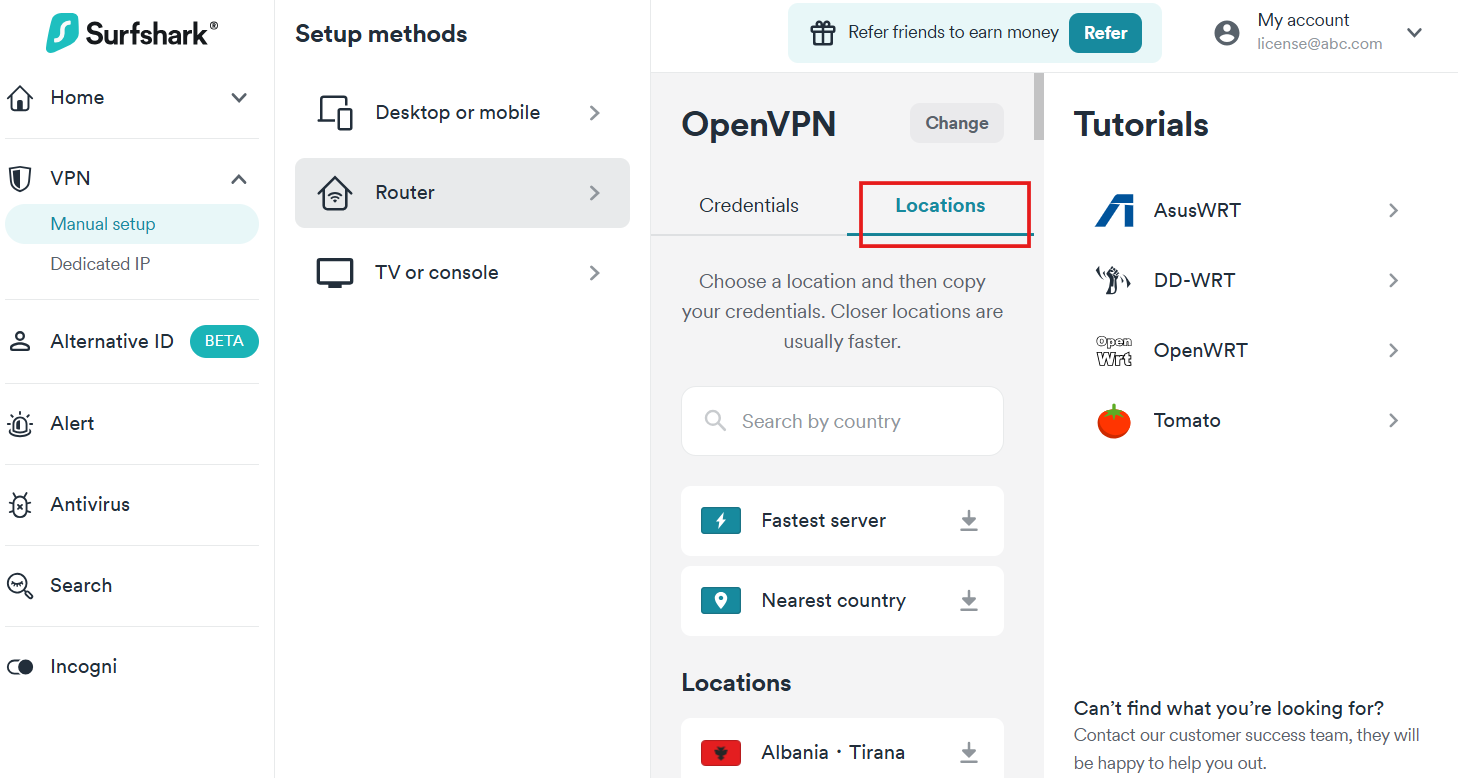 Surfshark®
Home
VPN
Manual setup
Dedicated IP
Alternative ID BETA
Alert
Antivirus
Search
Incogni
Setup methods
Desktop or mobile
Router
TV or console
Refer friends to earn money Refer
My account
license@abc.com
OpenVPN Change
Credentials Locations
Choose a location and then copy
your credentials. Closer locations are
usually faster.
Search by country
Fastest server
Nearest country
Locations
Albania · Tirana
Tutorials
AsusWRT
DD-WRT
Open
Wrt
OpenWRT
Tomato
Can’t find what you’re looking for?
Contact our customer success team, they will
be happy to help you out.